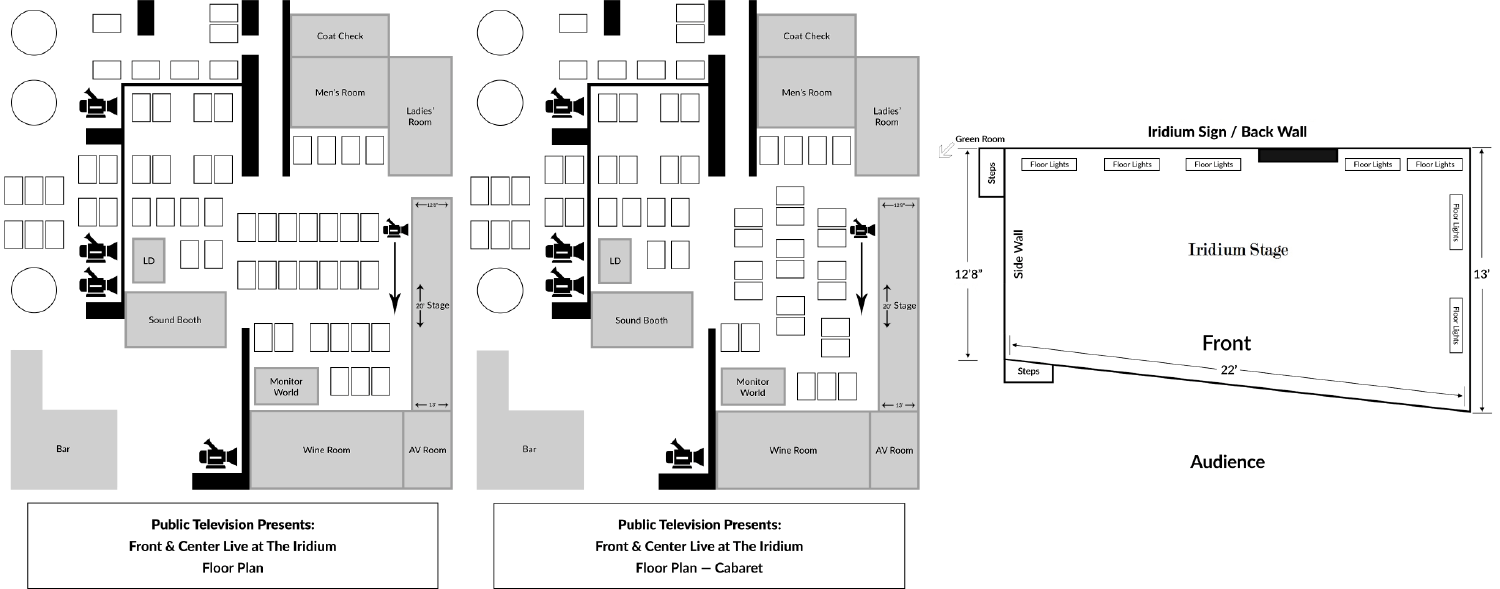 Coat Check
Men's Room
Ladies'
Room
LD
Sound Booth
20' Stage
Monitor
World
13'
Bar
Wine Room
AV Room
Public Television Presents:
Front & Center Live at The Iridium
Floor Plan
Coat Check
Men's Room
Ladies'
Room
LD
Sound Booth
20' Stage
Monitor
World
13'
Bar
Wine Room
AV Room
Public Television Presents:
Front & Center Live at The Iridium
Floor Plan — Cabaret
Iridium Sign / Back Wall
Green Room
Steps
Floor Lights
Floor Lights
Floor Lights
Floor Lights
Floor Lights
Floor Lights
Side Wall
Iridium Stage
12'8"
13'
Floor Lights
Front
22'
Steps
Audience